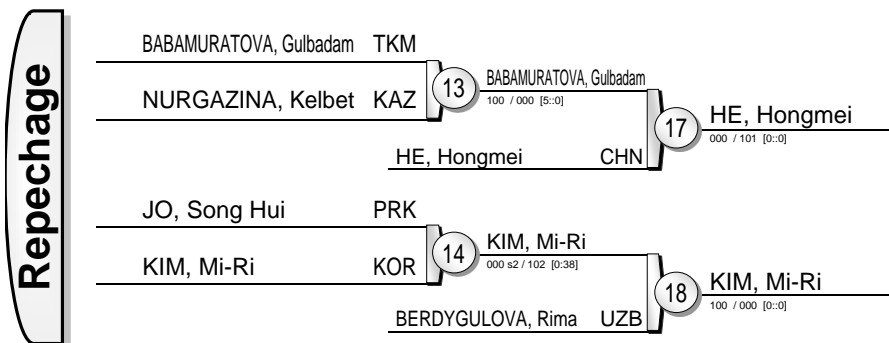 Repechage
BABAMURATOVA, Gulbadam TKM
NURGAZINA, Kelbet KAZ
13
BABAMURATOVA, Gulbadam
100 / 000 [5::0]
HE, Hongmei CHN
17
HE, Hongmei
000 / 101 [0::0]
JO, Song Hui PRK
KIM, Mi-Ri KOR
14
KIM, Mi-Ri
000 s2 / 102 [0:38]
BERDYGULOVA, Rima UZB
18
KIM, Mi-Ri
100 / 000 [0::0]